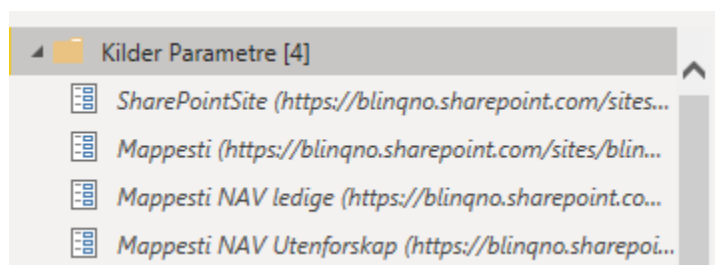 Kilder Parametre [4]
SharePointSite (https://blinqno.sharepoint.com/sites...
Mappesti (https://blinqno.sharepoint.com/sites/blin...
Mappesti NAV ledige (https://blinqno.sharepoint.co...
Mappesti NAV Utenforskap (https://blinqno.sharepoi...